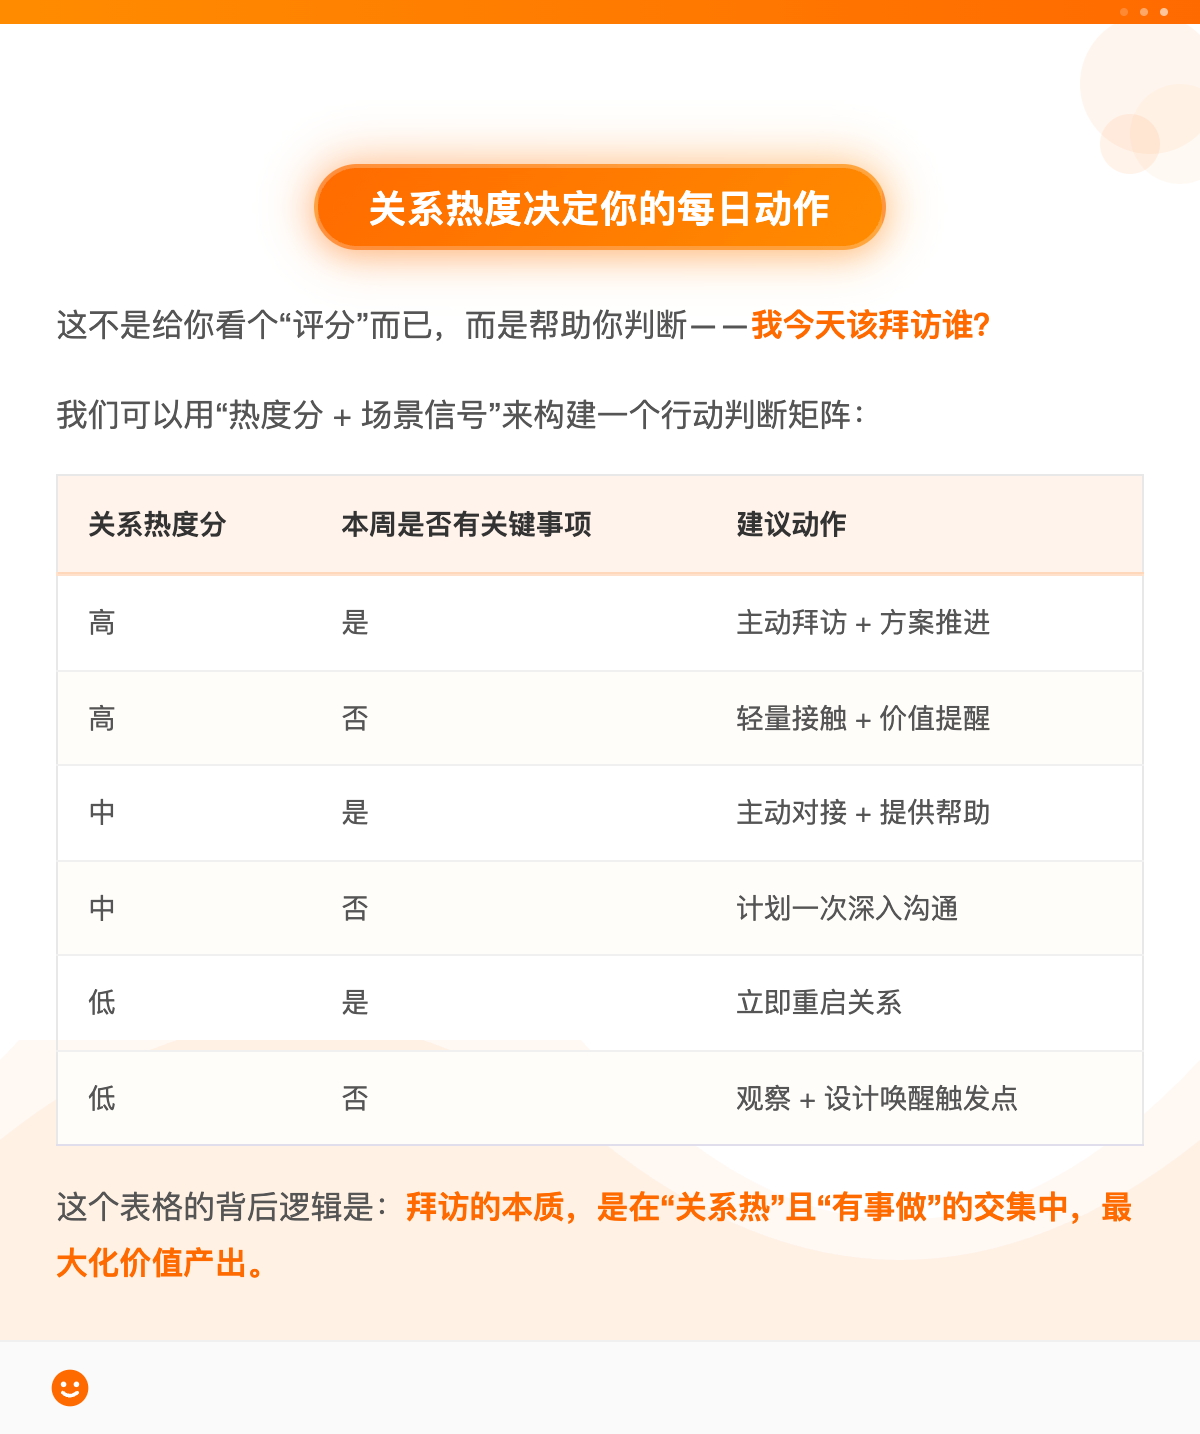 关系热度决定你的每日动作
这不是给你看个“评分”而已，而是帮助你判断——我今天该拜访谁？
我们可以用“热度分 + 场景信号”来构建一个行动判断矩阵：
关系热度分 本周是否有关键事项 建议动作
高 是 主动拜访 + 方案推进
高 否 轻量接触 + 价值提醒
中 是 主动对接 + 提供帮助
中 否 计划一次深入沟通
低 是 立即重启关系
低 否 观察 + 设计唤醒触发点
这个表格的背后逻辑是：拜访的本质，是在“关系热”且“有事做”的交集中，最
大化价值产出。